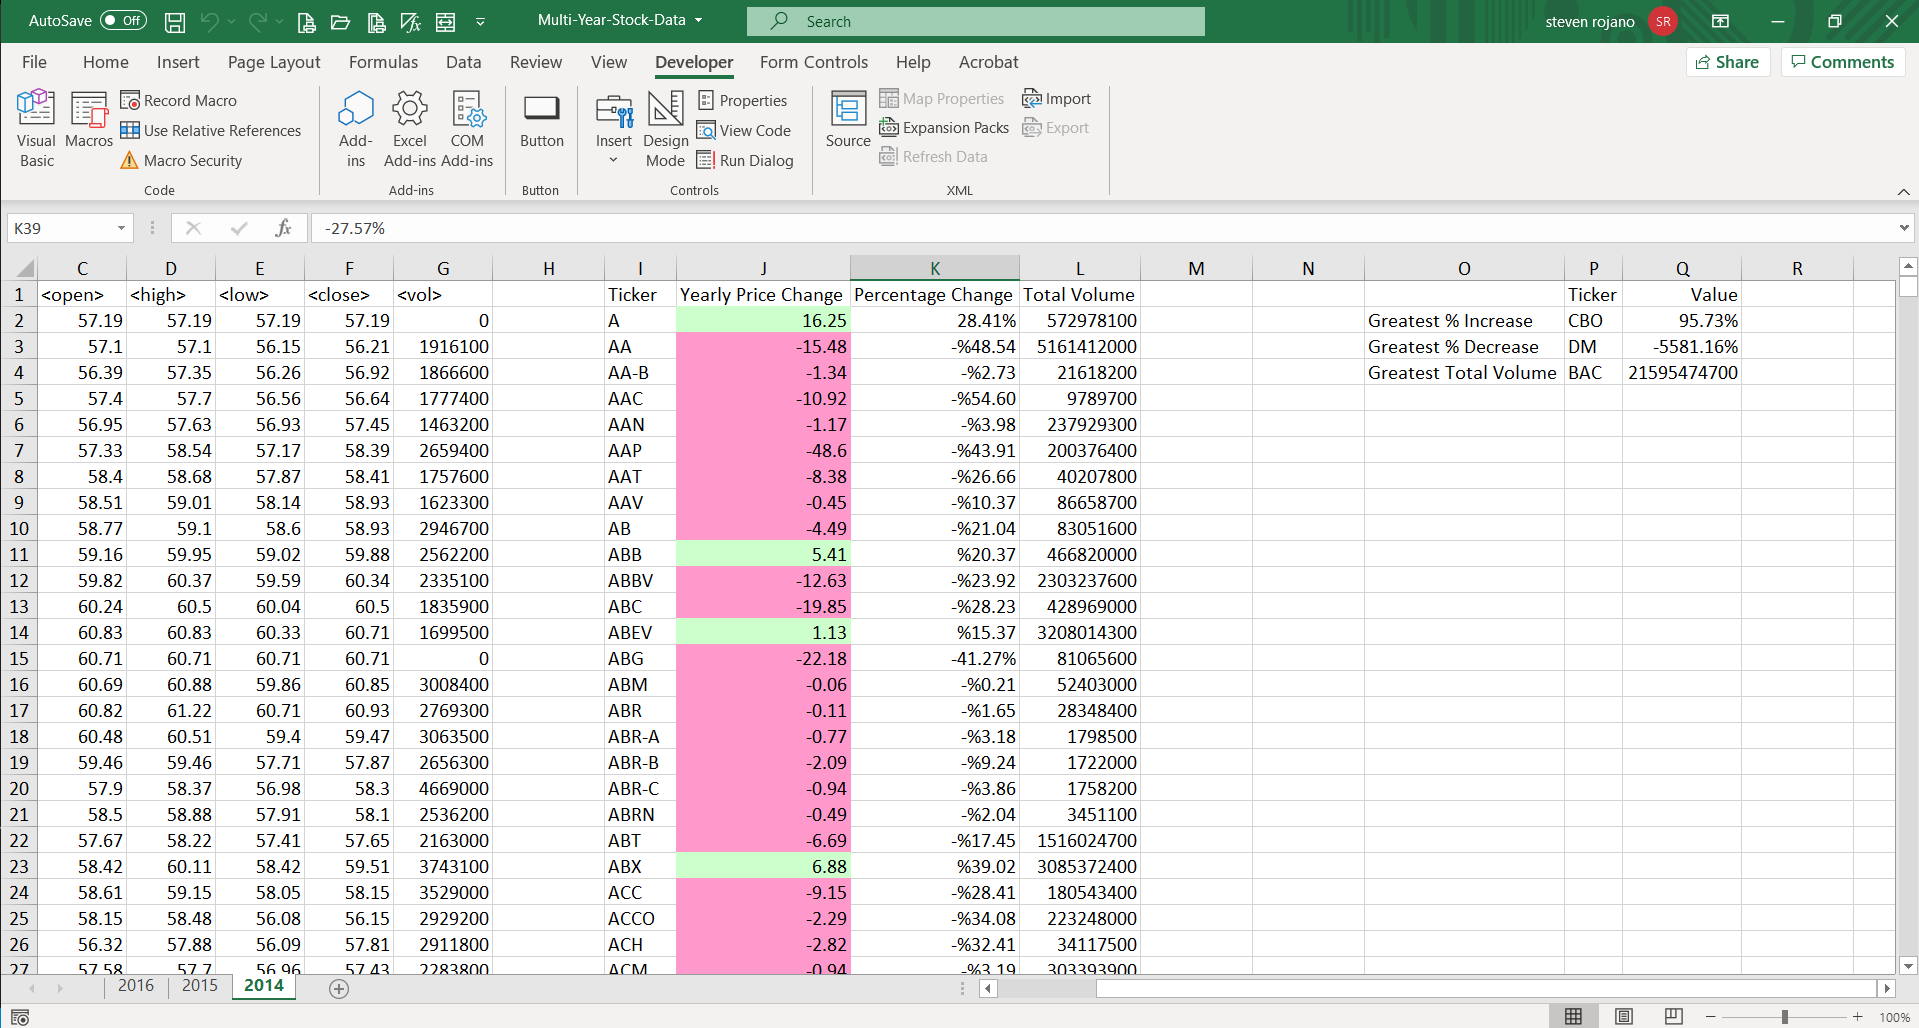 AutoSave Off Multi-Year-Stock-Data Search steven rojano SR
File Home Insert Page Layout Formulas Data Review View Developer Form Controls Help Acrobat Share Comments
Visual Basic Macros Record Macro Use Relative References Macro Security Code
Add-ins Excel Add-ins COM Add-ins Add-ins
Button Button
Insert Design Mode Properties View Code Run Dialog Controls
Source Map Properties Expansion Packs Refresh Data Import Export XML
K39 fx -27.57%
C D E F G H I J K L M N O P Q R
1 <open> <high> <low> <close> <vol> Ticker Yearly Price Change Percentage Change Total Volume Ticker Value
2 57.19 57.19 57.19 57.19 0 A 16.25 28.41% 572978100 Greatest % Increase CBO 95.73%
3 57.1 57.1 56.15 56.21 1916100 AA -15.48 -%48.54 5161412000 Greatest % Decrease DM -5581.16%
4 56.39 57.35 56.26 56.92 1866600 AA-B -1.34 -%2.73 21618200 Greatest Total Volume BAC 21595474700
5 57.4 57.7 56.56 56.64 1777400 AAC -10.92 -%54.60 9789700
6 56.95 57.63 56.93 57.45 1463200 AAN -1.17 -%3.98 237929300
7 57.33 58.54 57.17 58.39 2659400 AAP -48.6 -%43.91 200376400
8 58.4 58.68 57.87 58.41 1757600 AAT -8.38 -%26.66 40207800
9 58.51 59.01 58.14 58.93 1623300 AAV -0.45 -%10.37 86658700
10 58.77 59.1 58.6 58.93 2946700 AB -4.49 -%21.04 83051600
11 59.16 59.95 59.02 59.88 2562200 ABB 5.41 %20.37 466820000
12 59.82 60.37 59.59 60.34 2335100 ABBV -12.63 -%23.92 2303237600
13 60.24 60.5 60.04 60.5 1835900 ABC -19.85 -%28.23 428969000
14 60.83 60.83 60.33 60.71 1699500 ABEV 1.13 %15.37 3208014300
15 60.71 60.71 60.71 60.71 0 ABG -22.18 -41.27% 81065600
16 60.69 60.88 59.86 60.85 3008400 ABM -0.06 -%0.21 52403000
17 60.82 61.22 60.71 60.93 2769300 ABR -0.11 -%1.65 28348400
18 60.48 60.51 59.4 59.47 3063500 ABR-A -0.77 -%3.18 1798500
19 59.46 59.46 57.71 57.87 2656300 ABR-B -2.09 -%9.24 1722000
20 57.9 58.37 56.98 58.3 4669000 ABR-C -0.94 -%3.86 1758200
21 58.5 58.88 57.91 58.1 2536200 ABRN -0.49 -%2.04 3451100
22 57.67 58.22 57.41 57.65 2163000 ABT -6.69 -%17.45 1516024700
23 58.42 60.11 58.42 59.51 3743100 ABX 6.88 %39.02 3085372400
24 58.61 59.15 58.05 58.15 3529000 ACC -9.15 -%28.41 180543400
25 58.15 58.48 56.08 56.15 2929200 ACCO -2.29 -%34.08 223248000
26 56.32 57.88 56.09 57.81 2911800 ACH -2.82 -%32.41 34117500
27 57.58 57.7 56.96 57.43 2283800 ACM -0.94 -%3.19 303393900
2016 2015 2014
100%